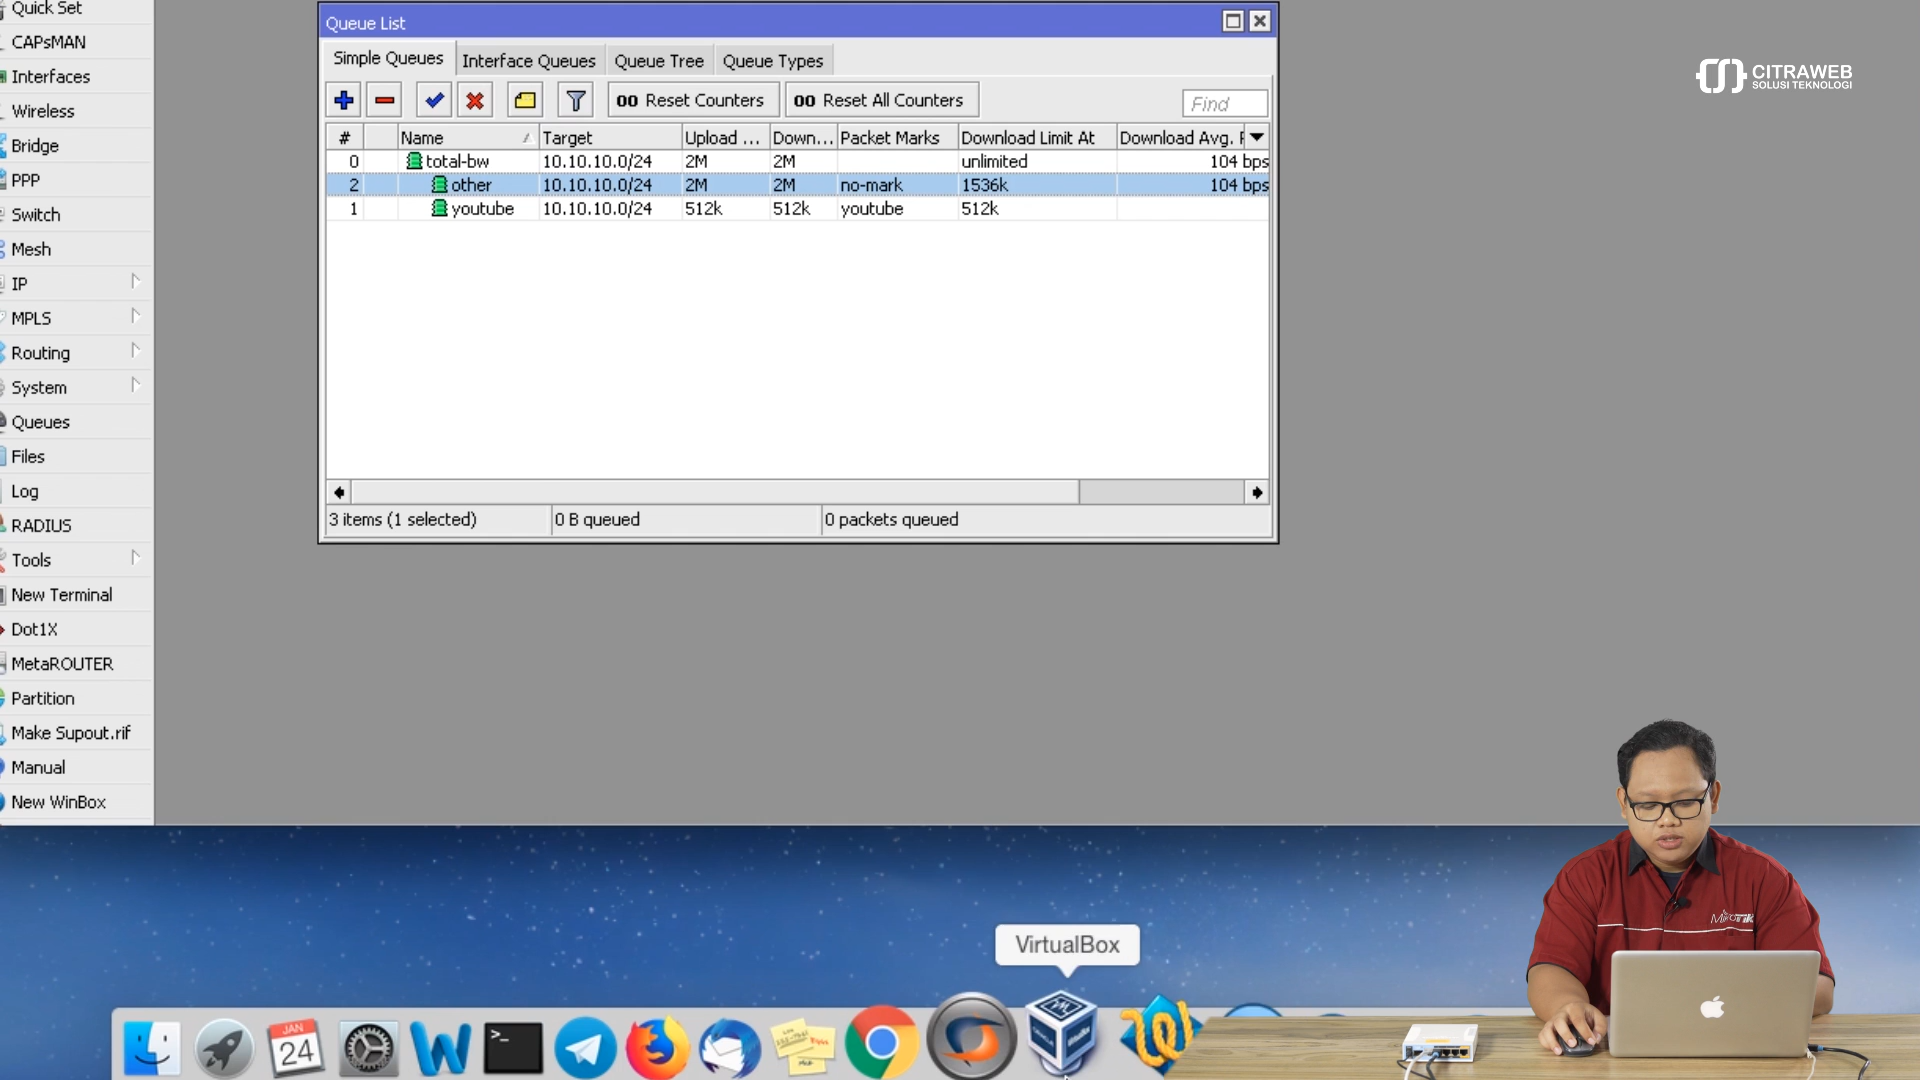 Quick Set
CAPsMAN
Interfaces
Wireless
Bridge
PPP
Switch
Mesh
IP
MPLS
Routing
System
Queues
Files
Log
RADIUS
Tools
New Terminal
Dot1X
MetaROUTER
Partition
Make Supout.rif
Manual
New WinBox
Queue List
Simple Queues Interface Queues Queue Tree Queue Types
00 Reset Counters 00 Reset All Counters Find
# Name Target Upload ... Down... Packet Marks Download Limit At Download Avg.
0 total-bw 10.10.10.0/24 2M 2M unlimited 104 bps
2 other 10.10.10.0/24 2M 2M no-mark 1536k 104 bps
1 youtube 10.10.10.0/24 512k 512k youtube 512k
3 items (1 selected) 0 B queued 0 packets queued
CITRAWEB
SOLUSI TEKNOLOGI
VirtualBox
JAN
24
>_
MikroTik